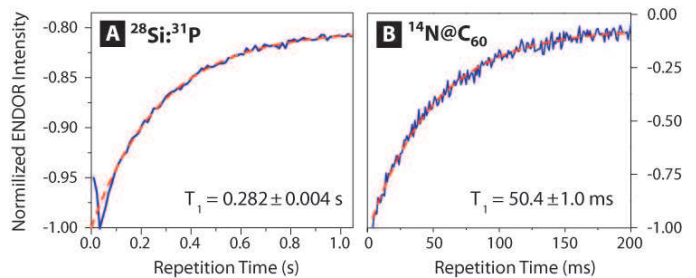 A 28Si:31P
B 14N@C60
Normilized ENDOR Intensity
-0.80
-0.85
-0.90
-0.95
-1.00
T1 = 0.282 ± 0.004 s
0.0 0.2 0.4 0.6 0.8 1.0
Repetition Time (s)
0.00
-0.25
-0.50
-0.75
-1.00
T1 = 50.4 ± 1.0 ms
0 50 100 150 200
Repetition Time (ms)